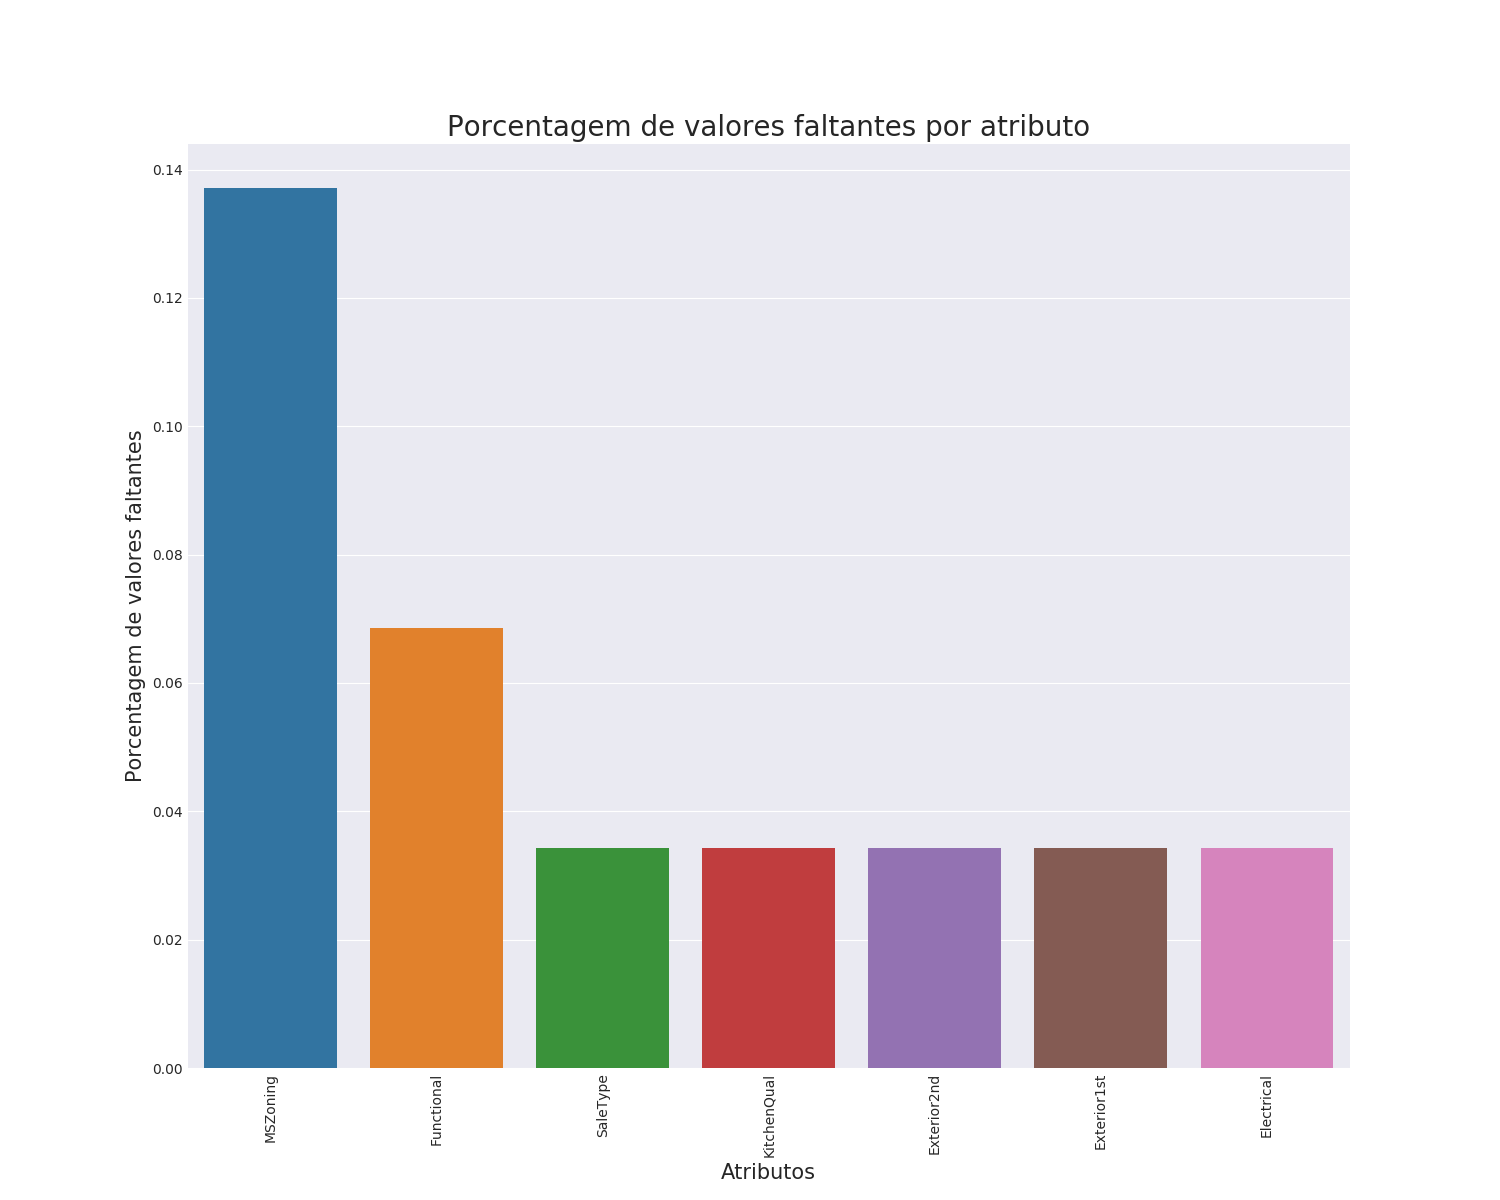 Porcentagem de valores faltantes por atributo
Porcentagem de valores faltantes
0.14
0.12
0.10
0.08
0.06
0.04
0.02
0.00
MSZoning
Functional
SaleType
KitchenQual
Exterior2nd
Exterior1st
Electrical
Atributos